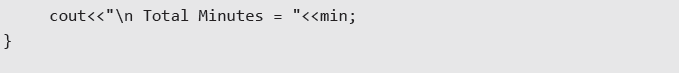 cout<<"\n Total Minutes = "<<min;
}